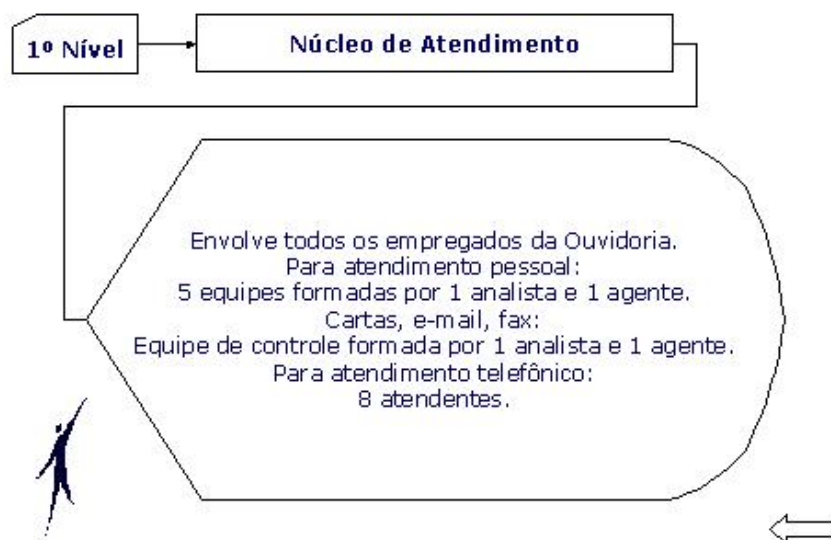 1º Nível
Núcleo de Atendimento
Envolve todos os empregados da Ouvidoria.
Para atendimento pessoal:
5 equipes formadas por 1 analista e 1 agente.
Cartas, e-mail, fax:
Equipe de controle formada por 1 analista e 1 agente.
Para atendimento telefônico:
8 atendentes.